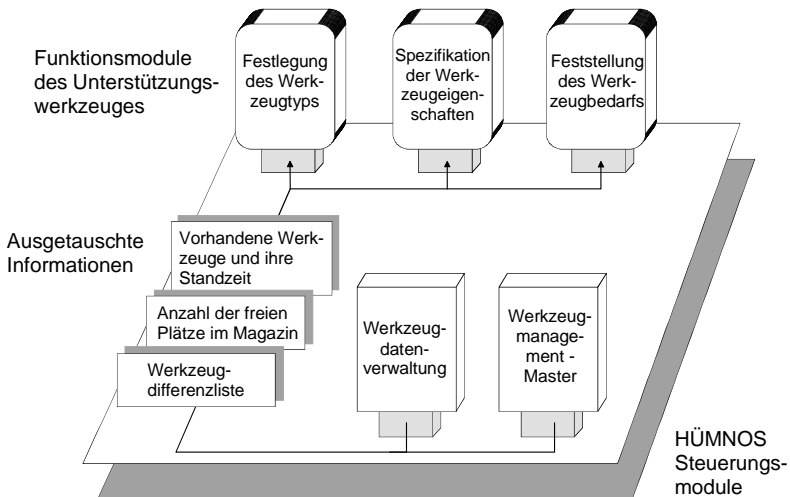 Funktionsmodule
des Unterstützungs-
werkzeuges
Festlegung
des Werk-
zeugtyps
Spezifikation
der Werk-
zeugeigen-
schaften
Feststellung
des Werk-
zeugbedarfs
Ausgetauschte
Informationen
Vorhandene Werk-
zeuge und ihre
Standzeit
Anzahl der freien
Plätze im Magazin
Werkzeug-
differenzliste
Werkzeug-
daten-
verwaltung
Werkzeug-
manage-
ment -
Master
HÜMNOS
Steuerungs-
module